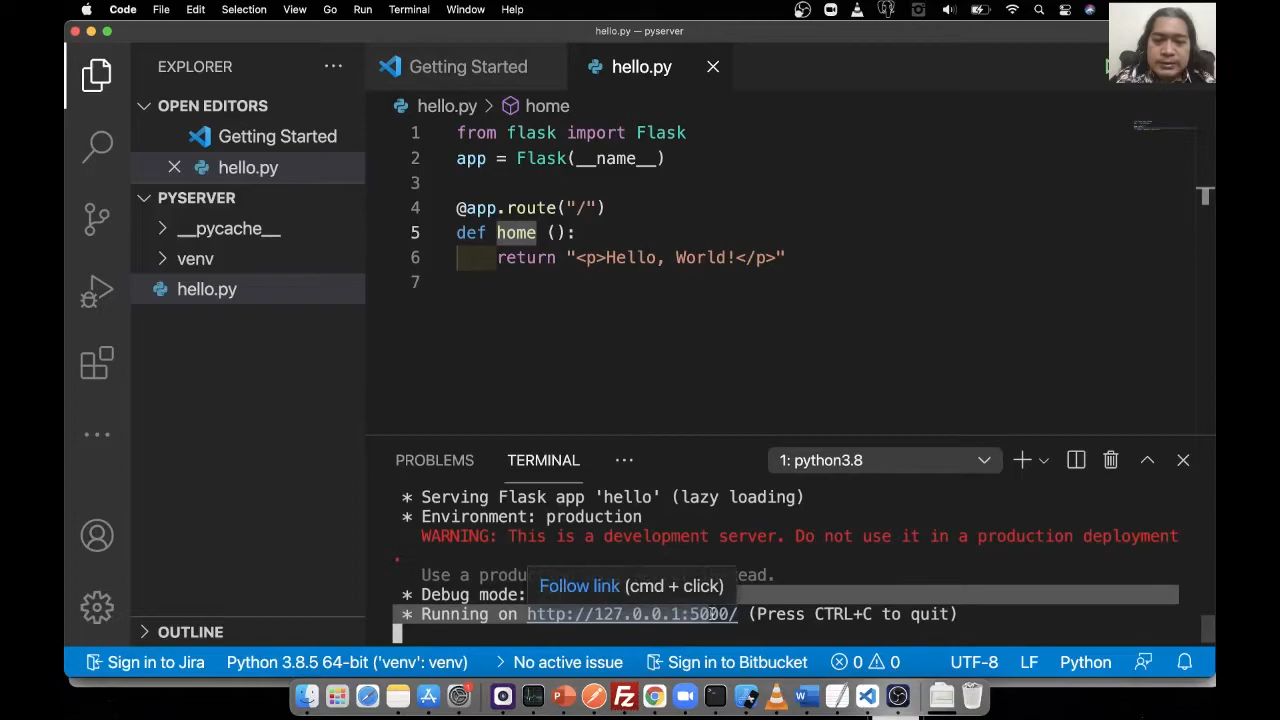 Code File Edit Selection View Go Run Terminal Window Help
hello.py — pyserver
EXPLORER
OPEN EDITORS
Getting Started
hello.py
PYSERVER
__pycache__
venv
hello.py
OUTLINE
Getting Started
hello.py
hello.py > home
1 from flask import Flask
2 app = Flask(__name__)
3
4 @app.route("/")
5 def home ():
6 return "<p>Hello, World!</p>"
7
PROBLEMS TERMINAL 1: python3.8
* Serving Flask app 'hello' (lazy loading)
* Environment: production
WARNING: This is a development server. Do not use it in a production deployment
.
Use a produ
Follow link (cmd + click)
* Debug mode:
* Running on http://127.0.0.1:5000/ (Press CTRL+C to quit)
Sign in to Jira Python 3.8.5 64-bit ('venv': venv) No active issue Sign in to Bitbucket 0 0 UTF-8 LF Python